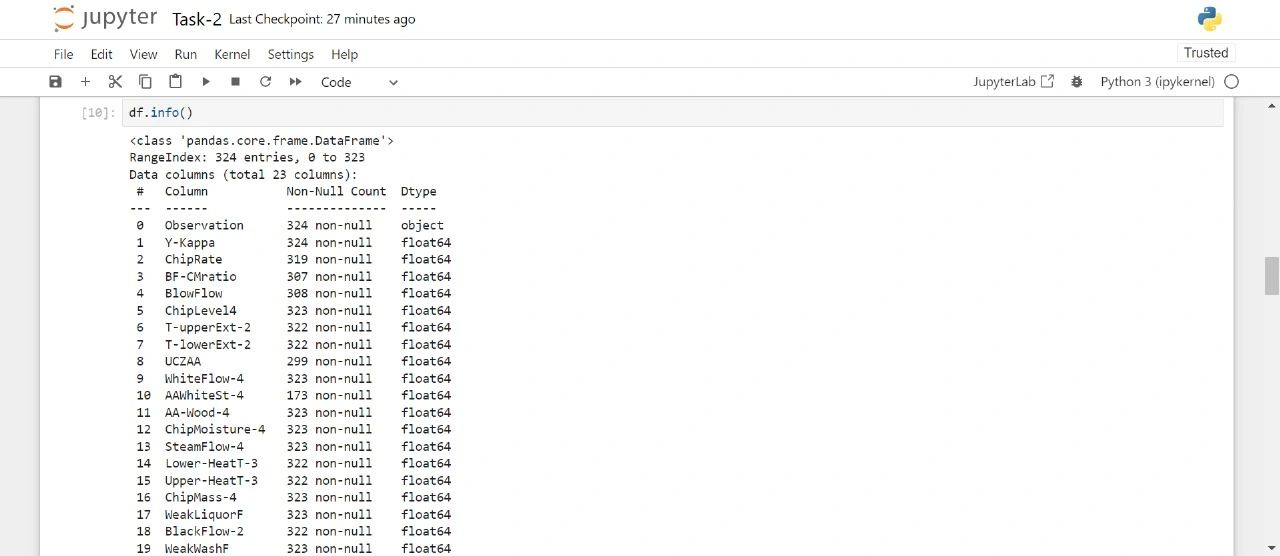 jupyter Task-2 Last Checkpoint: 27 minutes ago
File Edit View Run Kernel Settings Help Trusted
Code JupyterLab Python 3 (ipykernel)
[10]: df.info()
<class 'pandas.core.frame.DataFrame'>
RangeIndex: 324 entries, 0 to 323
Data columns (total 23 columns):
# Column Non-Null Count Dtype
--- ------ -------------- -----
0 Observation 324 non-null object
1 Y-Kappa 324 non-null float64
2 ChipRate 319 non-null float64
3 BF-CMratio 307 non-null float64
4 BlowFlow 308 non-null float64
5 ChipLevel4 323 non-null float64
6 T-upperExt-2 322 non-null float64
7 T-lowerExt-2 322 non-null float64
8 UCZAA 299 non-null float64
9 WhiteFlow-4 323 non-null float64
10 AAWhiteSt-4 173 non-null float64
11 AA-Wood-4 323 non-null float64
12 ChipMoisture-4 323 non-null float64
13 SteamFlow-4 323 non-null float64
14 Lower-HeatT-3 322 non-null float64
15 Upper-HeatT-3 322 non-null float64
16 ChipMass-4 323 non-null float64
17 WeakLiquorF 323 non-null float64
18 BlackFlow-2 322 non-null float64
19 WeakWashF 323 non-null float64